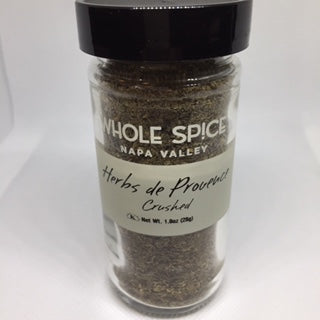 WHOLE SPICE
NAPA VALLEY
Herbs de Provence
Crushed
Net Wt. 1.0oz (28g)